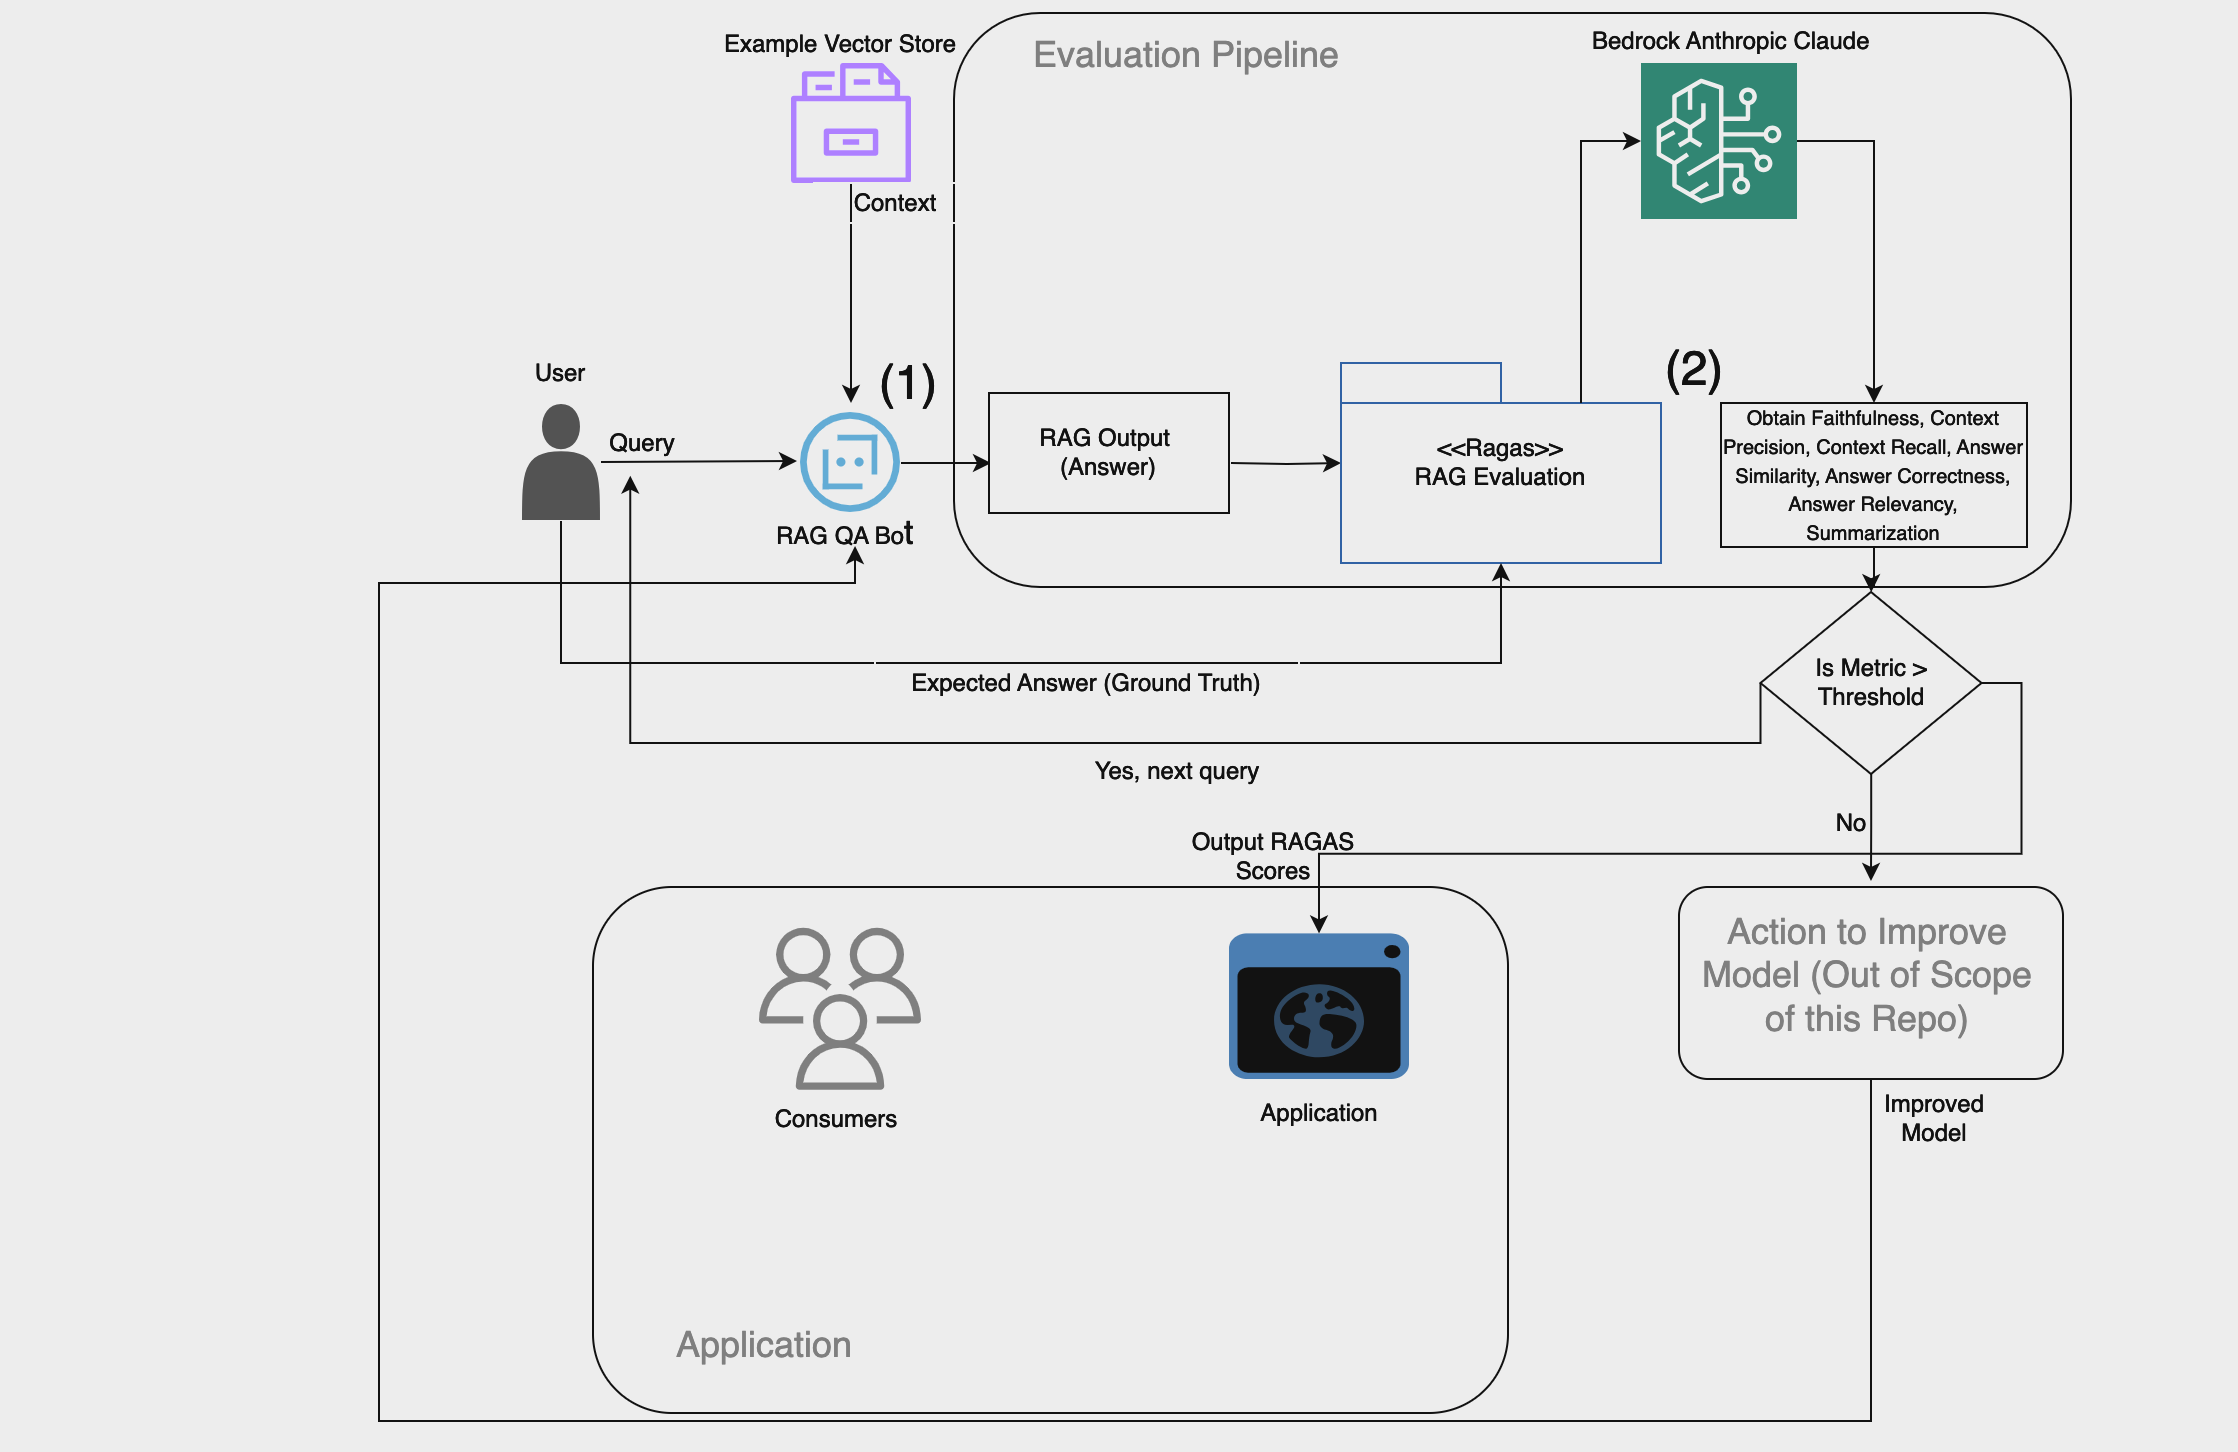 Example Vector Store
Evaluation Pipeline
Bedrock Anthropic Claude
Context
User
(1)
(2)
Query
RAG QA Bot
RAG Output
(Answer)
<<Ragas>>
RAG Evaluation
Obtain Faithfulness, Context
Precision, Context Recall, Answer
Similarity, Answer Correctness,
Answer Relevancy,
Summarization
Expected Answer (Ground Truth)
Is Metric >
Threshold
Yes, next query
No
Output RAGAS
Scores
Action to Improve
Model (Out of Scope
of this Repo)
Consumers
Application
Improved
Model
Application